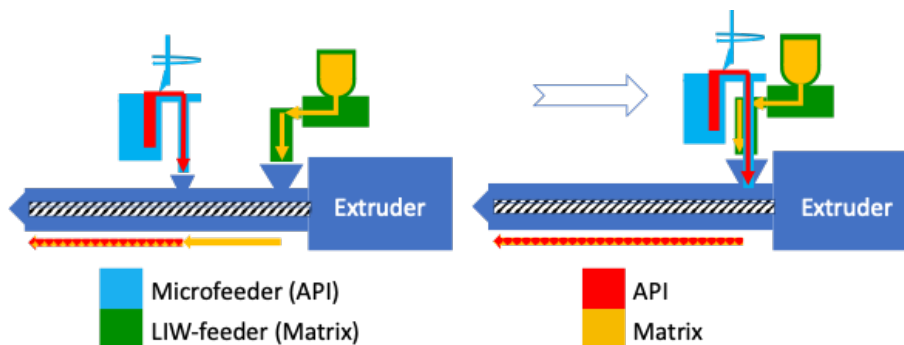 Extruder
Extruder
Microfeeder (API)
API
LIW-feeder (Matrix)
Matrix